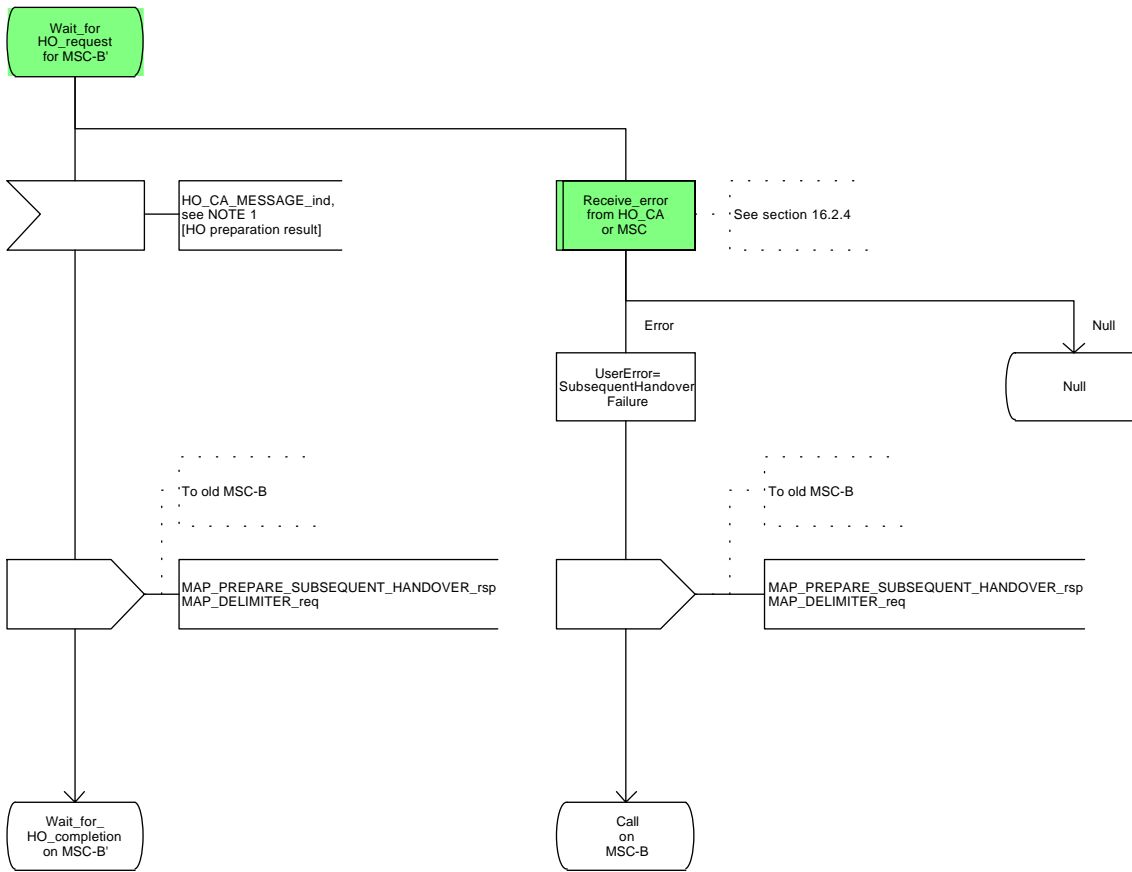 Wait_for
HO_request
for MSC-B'
HO_CA_MESSAGE_ind,
see NOTE 1
[HO preparation result]
Receive_error
from HO_CA
or MSC
See section 16.2.4
Error
Null
UserError=
SubsequentHandover
Failure
Null
To old MSC-B
To old MSC-B
MAP_PREPARE_SUBSEQUENT_HANDOVER_rsp
MAP_DELIMITER_req
MAP_PREPARE_SUBSEQUENT_HANDOVER_rsp
MAP_DELIMITER_req
Wait_for_
HO_completion
on MSC-B'
Call
on
MSC-B